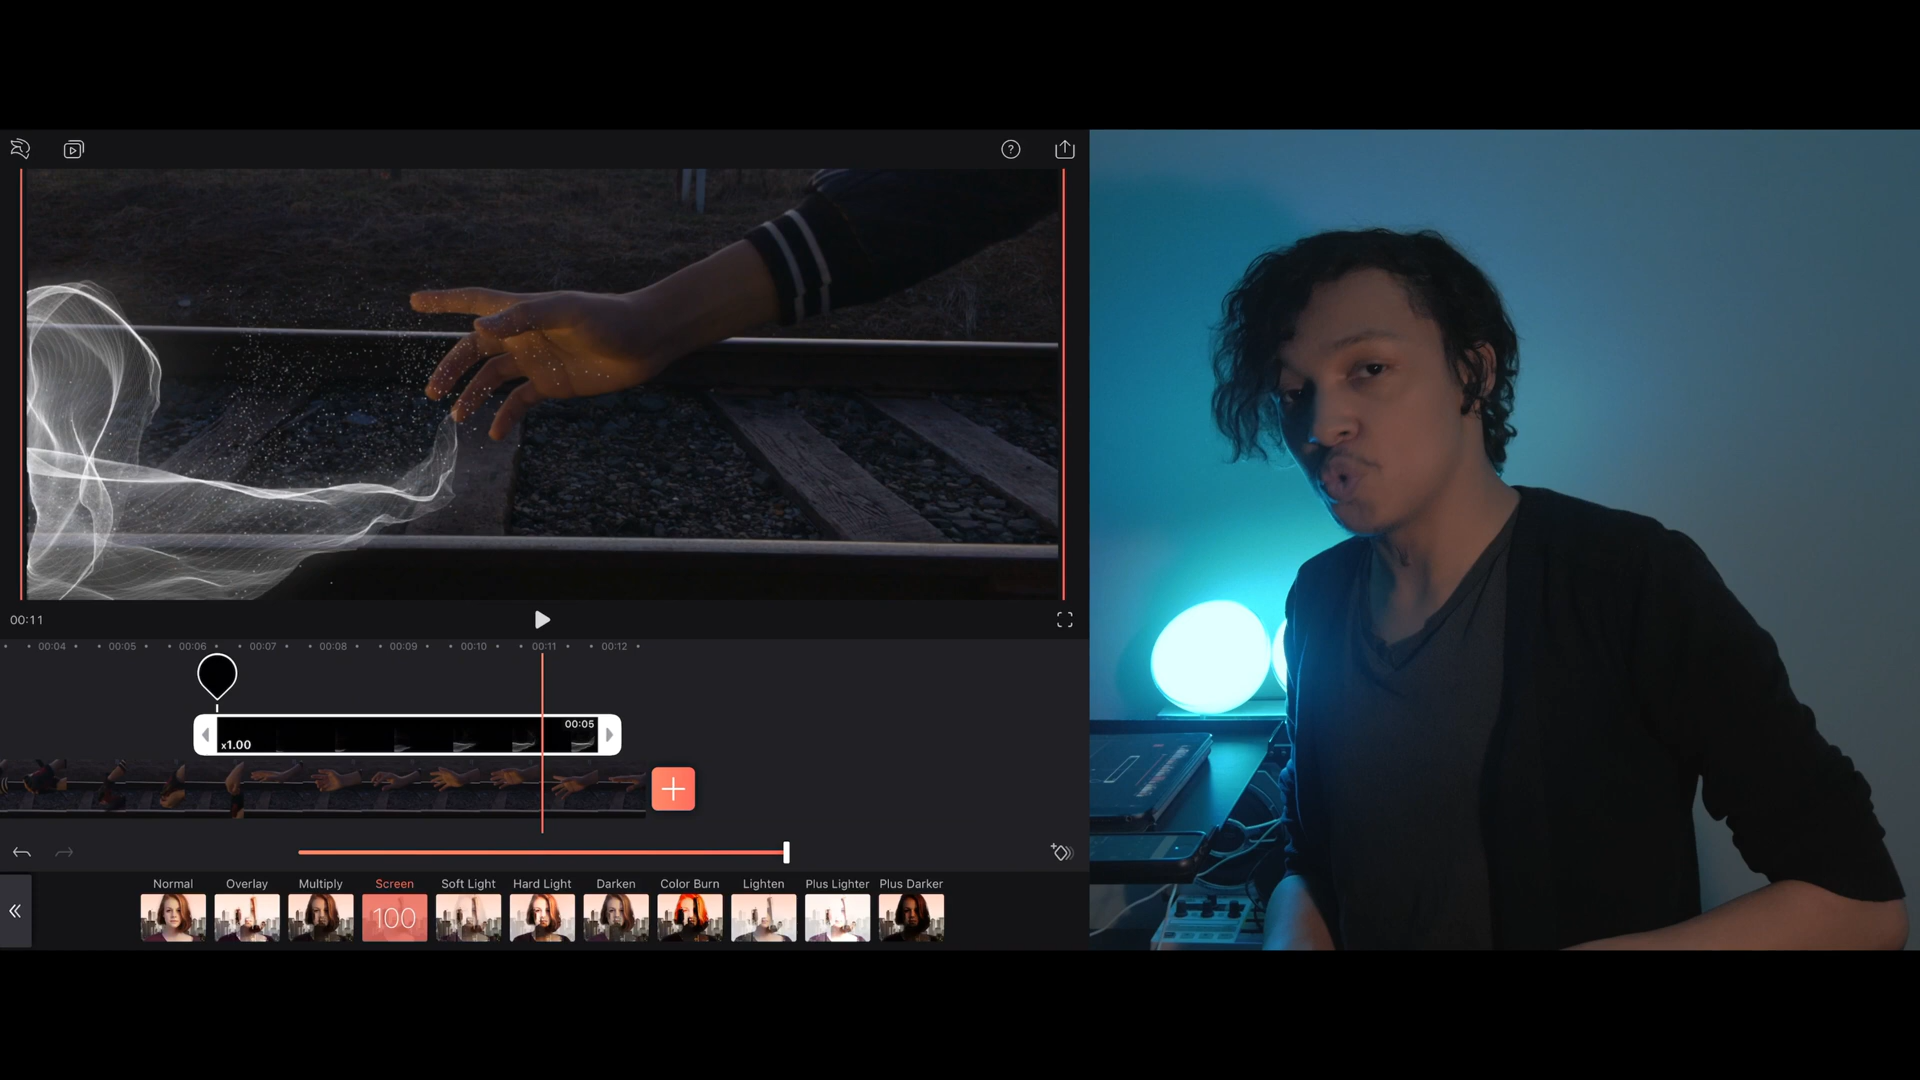 ?
00:11
00:04 00:05 00:06 00:07 00:08 00:09 00:10 00:11 00:12
00:05
x1.00
Normal Overlay Multiply Screen Soft Light Hard Light Darken Color Burn Lighten Plus Lighter Plus Darker
100